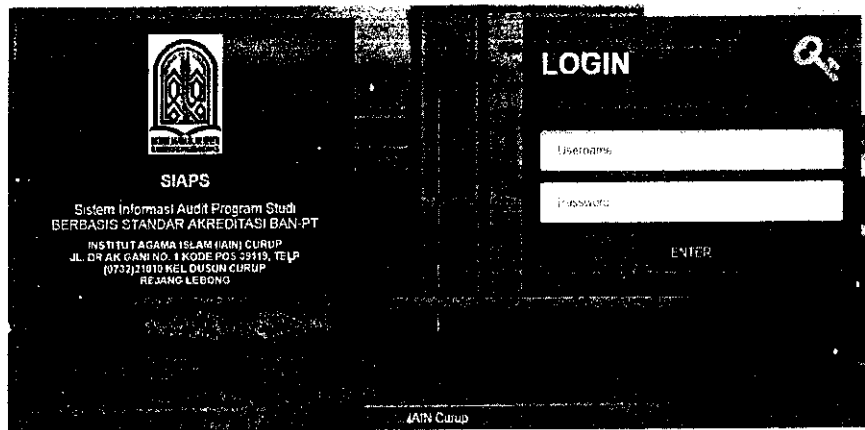 SIAPS
Sistem Informasi Audit Program Studi
BERBASIS STANDAR AKREDITASI BAN-PT
INSTITUT AGAMA ISLAM (IAIN) CURUP
JL. DR AK GANI NO. 1 KODE POS 39119, TELP
(0732)21010 KEL DUSUN CURUP
REJANG LEBONG
LOGIN
Username
Password
ENTER
IAIN Curup